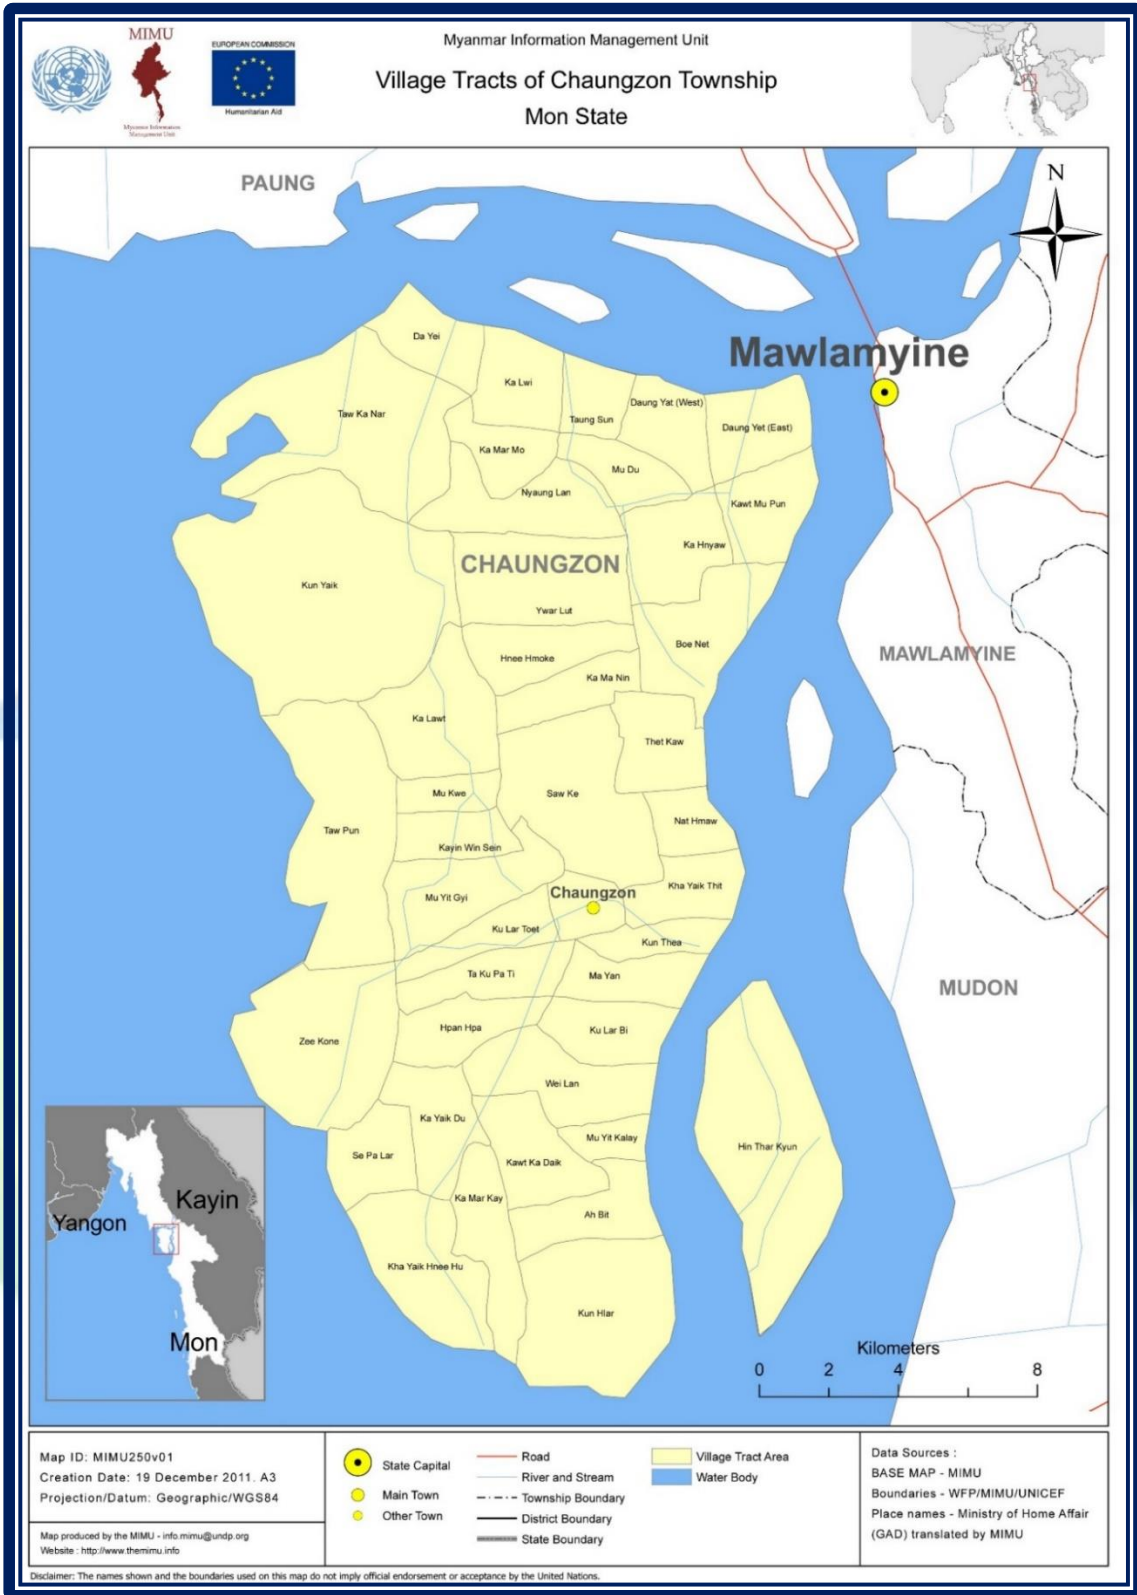 MIMU
Myanmar Information
Management Unit
EUROPEAN COMMISSION
Humanitarian Aid
Myanmar Information Management Unit
Village Tracts of Chaungzon Township
Mon State
PAUNG
N
Mawlamyine
Da Yei
Ka Lwi
Taw Ka Nar
Taung Sun
Daung Yat (West)
Daung Yet (East)
Ka Mar Mo
Mu Du
Nyaung Lan
Kawt Mu Pun
Ka Hnyaw
CHAUNGZON
Kun Yaik
Ywar Lut
Boe Net
MAWLAMYINE
Hnee Hmoke
Ka Ma Nin
Ka Lawt
Thet Kaw
Mu Kwe
Saw Ke
Taw Pun
Nat Hmaw
Kayin Win Sein
Mu Yit Gyi
Chaungzon
Kha Yaik Thit
Ku Lar Toet
Kun Thea
Ta Ku Pa Ti
Ma Yan
MUDON
Zee Kone
Hpan Hpa
Ku Lar Bi
Wei Lan
Ka Yaik Du
Mu Yit Kalay
Hin Thar Kyun
Se Pa Lar
Kawt Ka Daik
Ka Mar Kay
Ah Bit
Kha Yaik Hnee Hu
Kun Hlar
Kayin
Yangon
Mon
Kilometers
0 2 4 8
Map ID: MIMU250v01
Creation Date: 19 December 2011. A3
Projection/Datum: Geographic/WGS84
Map produced by the MIMU - info.mimu@undp.org
Website : http://www.themimu.info
State Capital
Main Town
Other Town
Road
River and Stream
Township Boundary
District Boundary
State Boundary
Village Tract Area
Water Body
Data Sources :
BASE MAP - MIMU
Boundaries - WFP/MIMU/UNICEF
Place names - Ministry of Home Affair
(GAD) translated by MIMU
Disclaimer: The names shown and the boundaries used on this map do not imply official endorsement or acceptance by the United Nations.